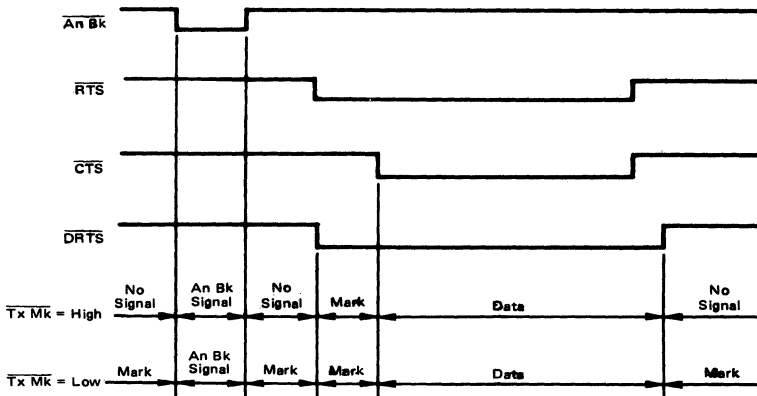 An Bk
RTS
CTS
DRTS
No Signal An Bk Signal No Signal Mark Data No Signal
Tx Mk = High
An Bk Signal
Tx Mk = Low Mark Mark Mark Data Mark